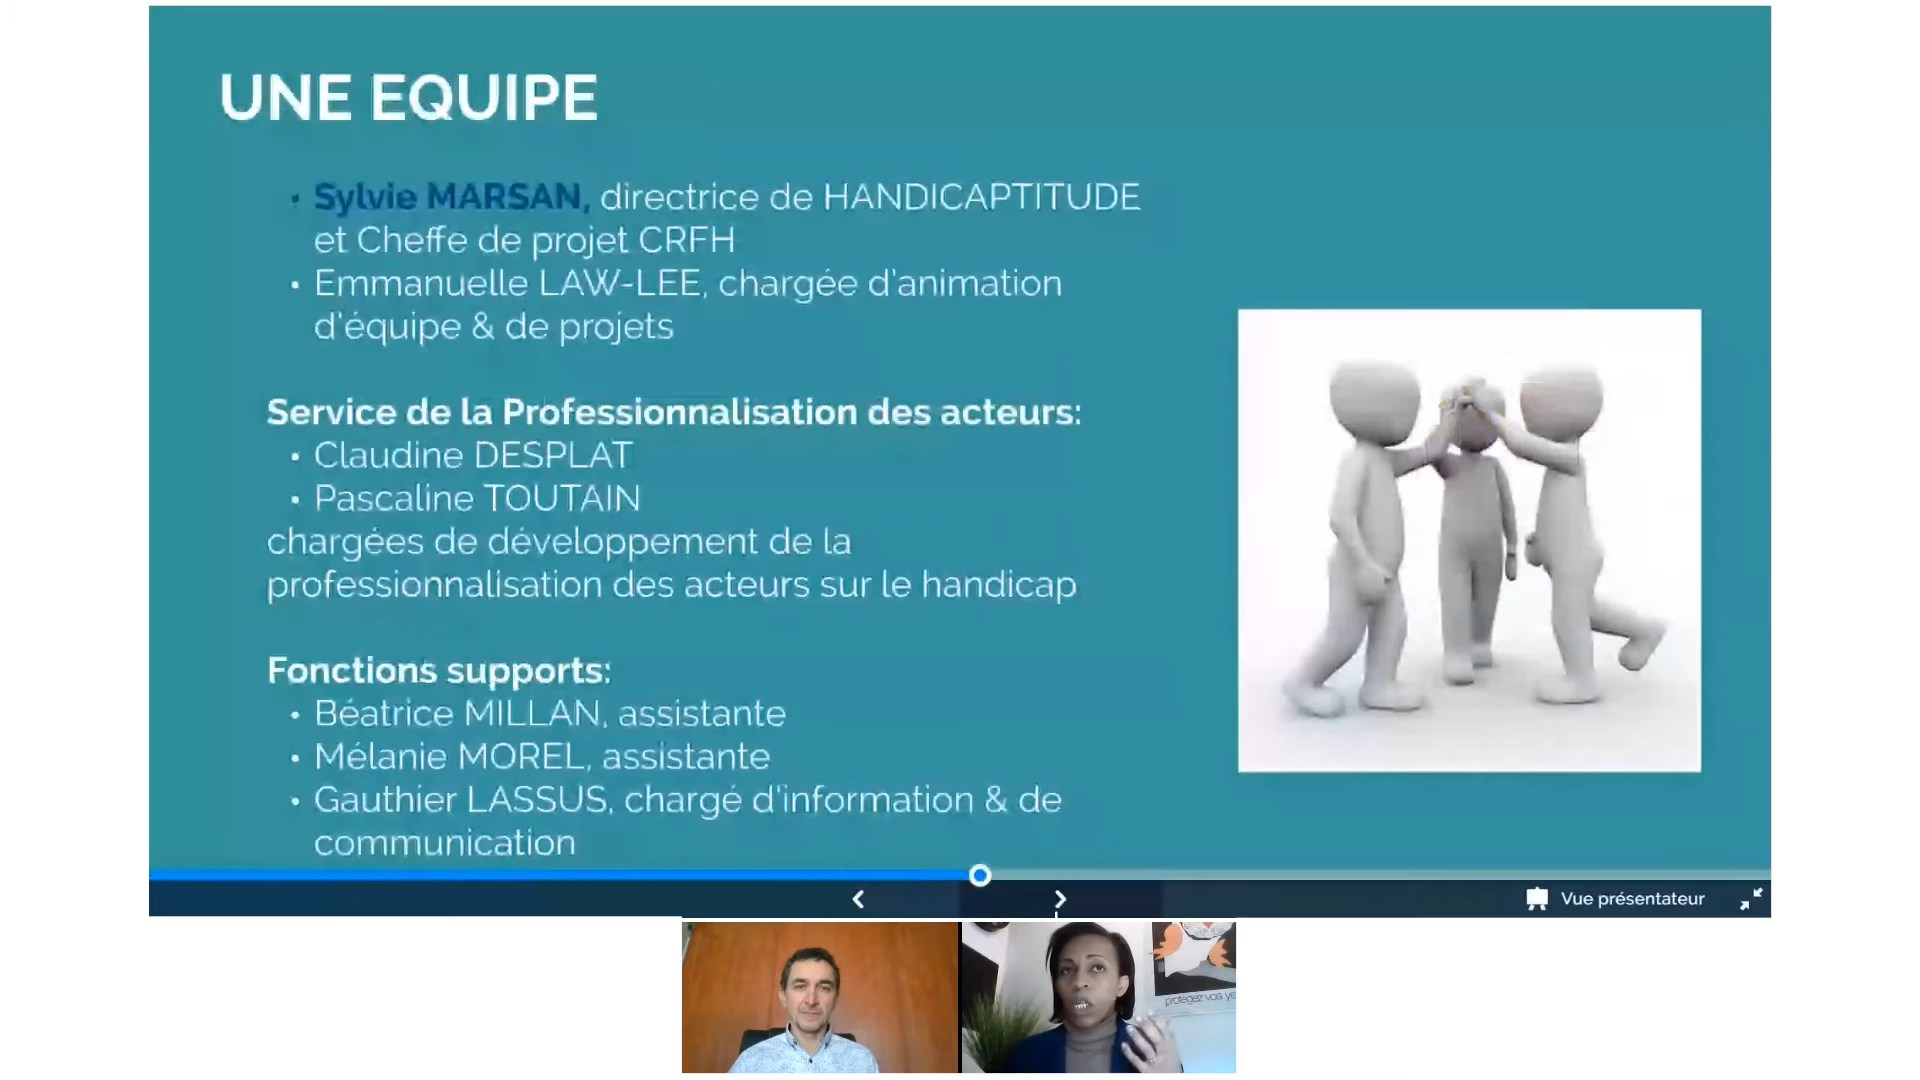 UNE EQUIPE
• Sylvie MARSAN, directrice de HANDICAPTITUDE
et Cheffe de projet CRFH
• Emmanuelle LAW-LEE, chargée d'animation
d'équipe & de projets
Service de la Professionnalisation des acteurs:
• Claudine DESPLAT
• Pascaline TOUTAIN
chargées de développement de la
professionnalisation des acteurs sur le handicap
Fonctions supports:
• Béatrice MILLAN, assistante
• Mélanie MOREL, assistante
• Gauthier LASSUS, chargé d'information & de
communication
Vue présentateur
protégez vos ye